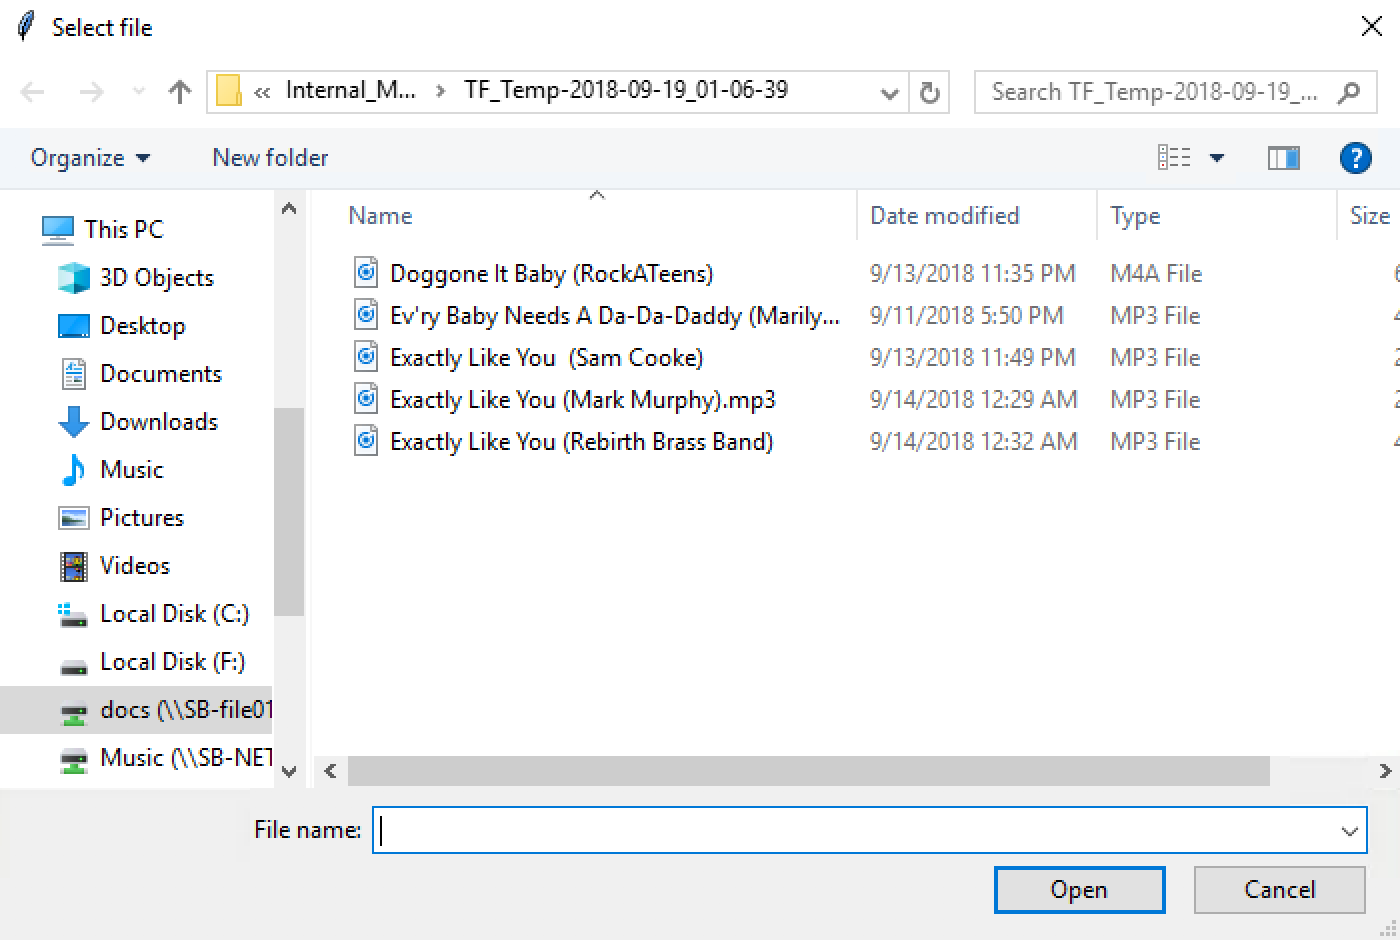 Select file
« Internal_M... › TF_Temp-2018-09-19_01-06-39
Search TF_Temp-2018-09-19_...
Organize
New folder
?
This PC
3D Objects
Desktop
Documents
Downloads
Music
Pictures
Videos
Local Disk (C:)
Local Disk (F:)
docs (\\SB-file01
Music (\\SB-NET
Name Date modified Type Size
Doggone It Baby (RockATeens) 9/13/2018 11:35 PM M4A File
Ev'ry Baby Needs A Da-Da-Daddy (Marily... 9/11/2018 5:50 PM MP3 File
Exactly Like You  (Sam Cooke) 9/13/2018 11:49 PM MP3 File
Exactly Like You (Mark Murphy).mp3 9/14/2018 12:29 AM MP3 File
Exactly Like You (Rebirth Brass Band) 9/14/2018 12:32 AM MP3 File
File name:
Open
Cancel